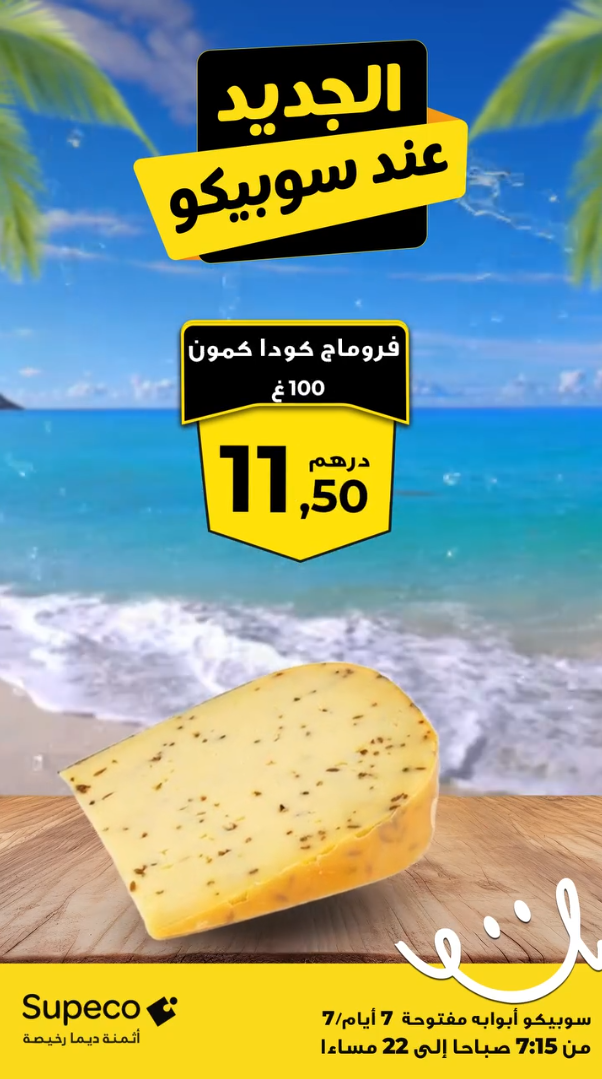 الجديد
عند سوبيكو
فروماج كودا كمون
100 غ
11,50 درهم
سوبيكو أبوابه مفتوحة 7 أيام/7
من 7:15 صباحا إلى 22 مساءا
Supeco
أثمنة ديما رخيصة